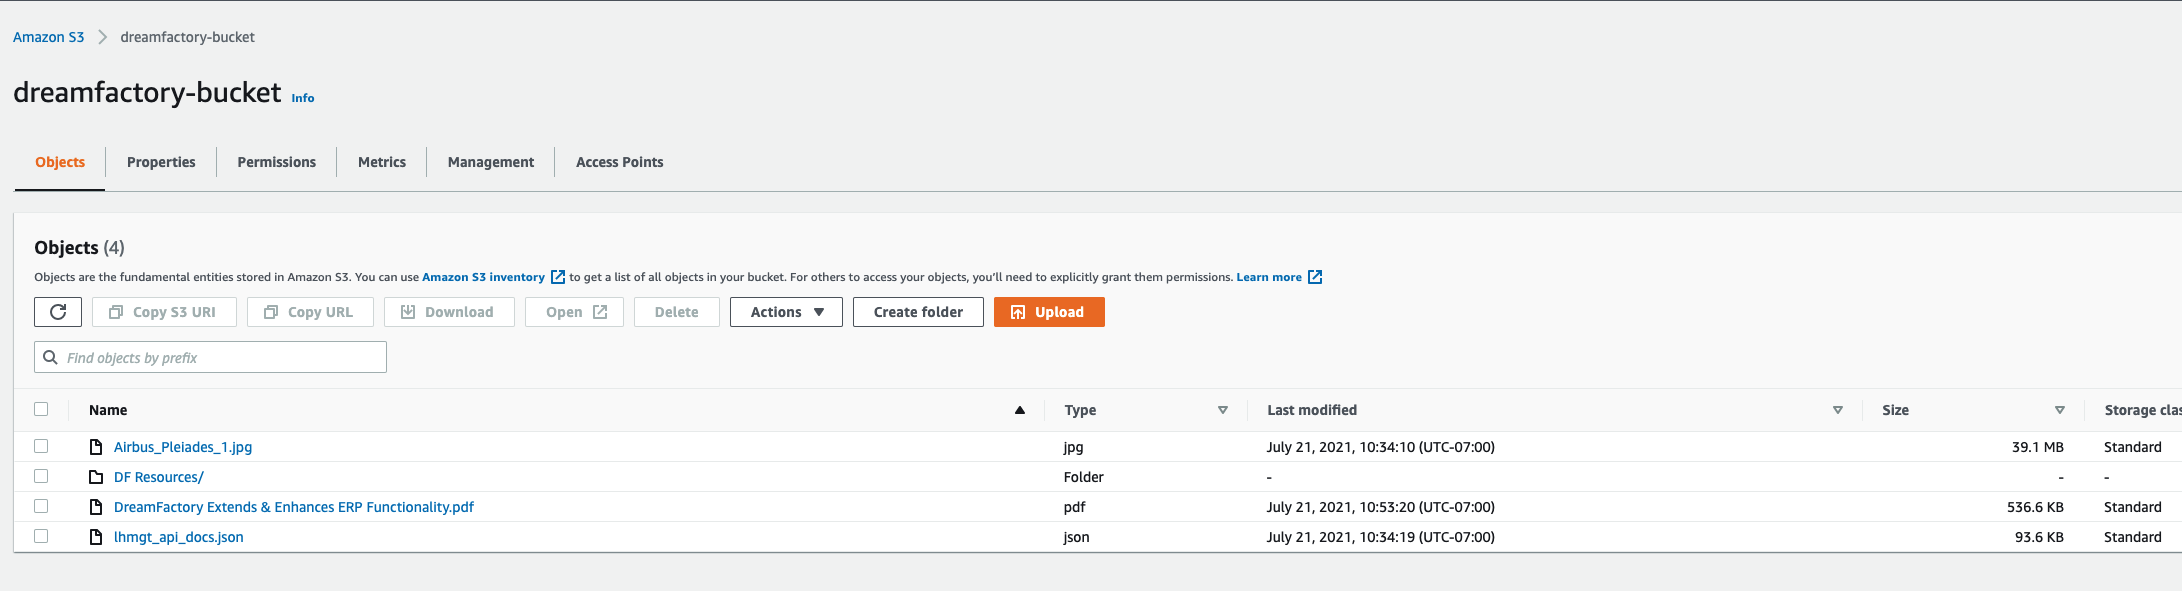 Amazon S3 dreamfactory-bucket
dreamfactory-bucket Info
Objects Properties Permissions Metrics Management Access Points
Objects (4)
Objects are the fundamental entities stored in Amazon S3. You can use Amazon S3 inventory to get a list of all objects in your bucket. For others to access your objects, you'll need to explicitly grant them permissions. Learn more
Copy S3 URI Copy URL Download Open Delete Actions Create folder Upload
Find objects by prefix
Name Type Last modified Size Storage clas
Airbus_Pleiades_1.jpg jpg July 21, 2021, 10:34:10 (UTC-07:00) 39.1 MB Standard
DF Resources/ Folder - - -
DreamFactory Extends & Enhances ERP Functionality.pdf pdf July 21, 2021, 10:53:20 (UTC-07:00) 536.6 KB Standard
lhmgt_api_docs.json json July 21, 2021, 10:34:19 (UTC-07:00) 93.6 KB Standard